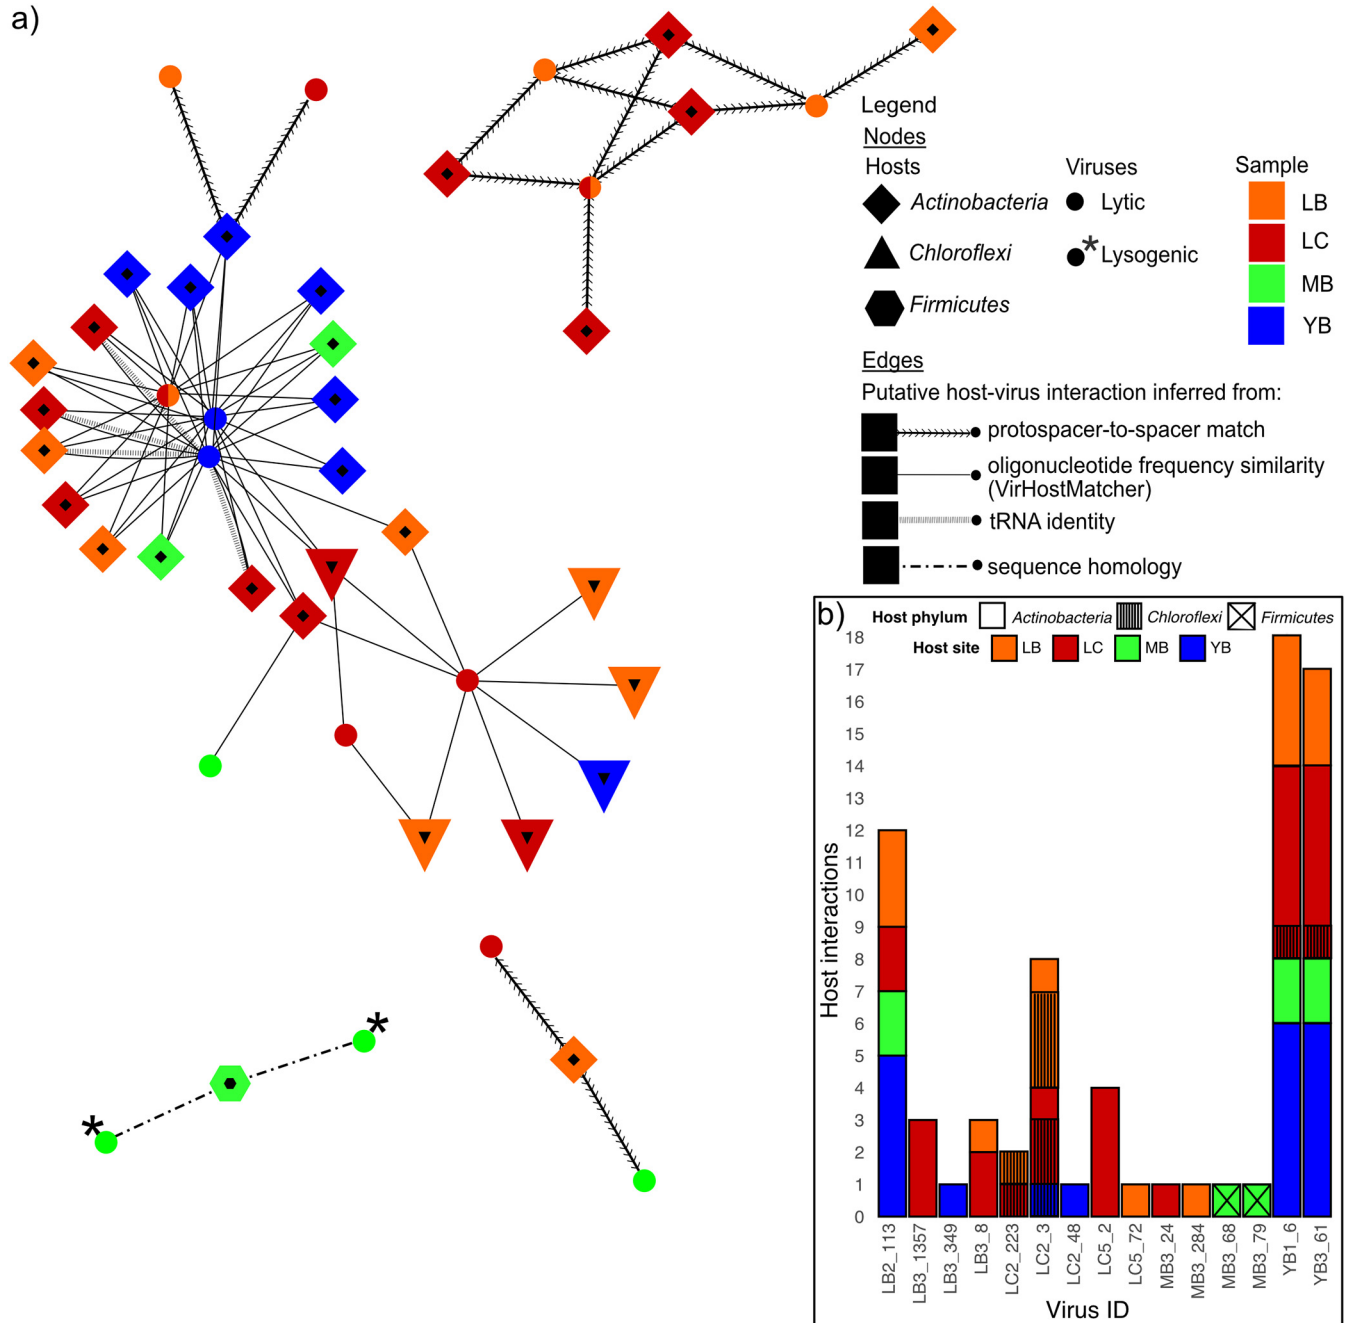 a)
Legend
Nodes
Hosts
Viruses
Sample
Actinobacteria
Lytic
LB
Chloroflexi
* Lysogenic
LC
Firmicutes
MB
YB
Edges
Putative host-virus interaction inferred from:
protospacer-to-spacer match
oligonucleotide frequency similarity
(VirHostMatcher)
tRNA identity
sequence homology
*
*
b)
Host phylum Actinobacteria Chloroflexi Firmicutes
Host site LB LC MB YB
Host interactions
18
17
16
15
14
13
12
11
10
9
8
7
6
5
4
3
2
1
0
LB2_113
LB3_1357
LB3_349
LB3_8
LC2_223
LC2_3
LC2_48
LC5_2
LC5_72
MB3_24
MB3_284
MB3_68
MB3_79
YB1_6
YB3_61
Virus ID